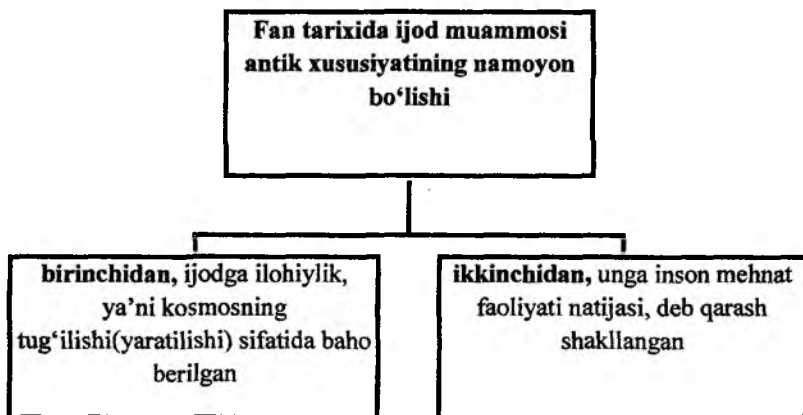 Fan tarixida ijod muammosi
antik xususiyatining namoyon
bo‘lishi
birinchidan, ijodga ilohiylik,
ya’ni kosmosning
tug‘ilishi(yaratilishi) sifatida baho
berilgan
ikkinchidan, unga inson mehnat
faoliyati natijasi, deb qarash
shakllangan